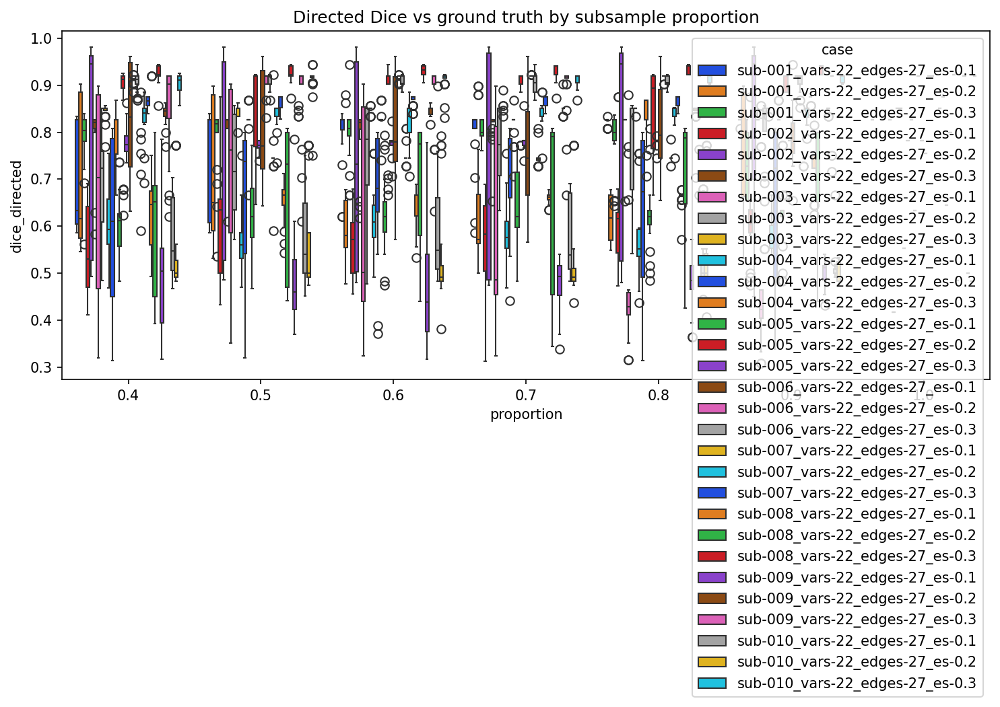 Directed Dice vs ground truth by subsample proportion
dice_directed
1.0
0.9
0.8
0.7
0.6
0.5
0.4
0.3
0.4 0.5 0.6 0.7 0.8 0.9 1.0
proportion
case
sub-001_vars-22_edges-27_es-0.1
sub-001_vars-22_edges-27_es-0.2
sub-001_vars-22_edges-27_es-0.3
sub-002_vars-22_edges-27_es-0.1
sub-002_vars-22_edges-27_es-0.2
sub-002_vars-22_edges-27_es-0.3
sub-003_vars-22_edges-27_es-0.1
sub-003_vars-22_edges-27_es-0.2
sub-003_vars-22_edges-27_es-0.3
sub-004_vars-22_edges-27_es-0.1
sub-004_vars-22_edges-27_es-0.2
sub-004_vars-22_edges-27_es-0.3
sub-005_vars-22_edges-27_es-0.1
sub-005_vars-22_edges-27_es-0.2
sub-005_vars-22_edges-27_es-0.3
sub-006_vars-22_edges-27_es-0.1
sub-006_vars-22_edges-27_es-0.2
sub-006_vars-22_edges-27_es-0.3
sub-007_vars-22_edges-27_es-0.1
sub-007_vars-22_edges-27_es-0.2
sub-007_vars-22_edges-27_es-0.3
sub-008_vars-22_edges-27_es-0.1
sub-008_vars-22_edges-27_es-0.2
sub-008_vars-22_edges-27_es-0.3
sub-009_vars-22_edges-27_es-0.1
sub-009_vars-22_edges-27_es-0.2
sub-009_vars-22_edges-27_es-0.3
sub-010_vars-22_edges-27_es-0.1
sub-010_vars-22_edges-27_es-0.2
sub-010_vars-22_edges-27_es-0.3